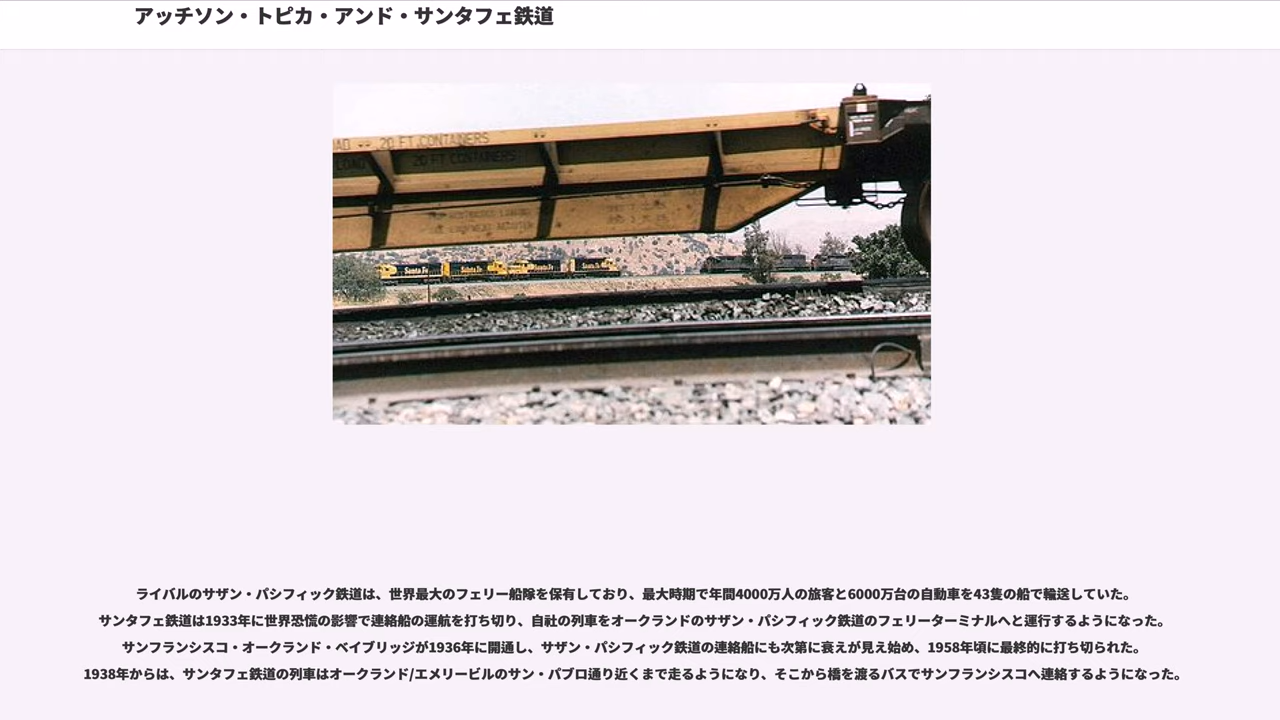 アッチソン・トピカ・アンド・サンタフェ鉄道
20 FT CONTAINERS
20 FT CONTAINERS
Santa Fe Santa Fe Santa Fe Santa Fe
ライバルのサザン・パシフィック鉄道は、世界最大のフェリー船隊を保有しており、最大時期で年間4000万人の旅客と6000万台の自動車を43隻の船で輸送していた。
サンタフェ鉄道は1933年に世界恐慌の影響で連絡船の運航を打ち切り、自社の列車をオークランドのサザン・パシフィック鉄道のフェリーターミナルへと運行するようになった。
サンフランシスコ・オークランド・ベイブリッジが1936年に開通し、サザン・パシフィック鉄道の連絡船にも次第に衰えが見え始め、1958年頃に最終的に打ち切られた。
1938年からは、サンタフェ鉄道の列車はオークランド/エメリービルのサン・パブロ通り近くまで走るようになり、そこから橋を渡るバスでサンフランシスコへ連絡するようになった。